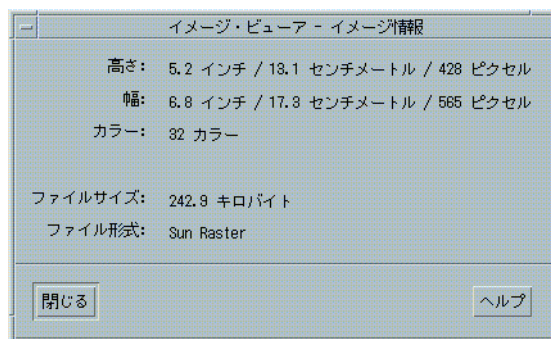 イメージ・ビューア - イメージ情報
高さ: 5.2 インチ / 13.1 センチメートル / 428 ピクセル
幅: 6.8 インチ / 17.3 センチメートル / 565 ピクセル
カラー: 32 カラー
ファイルサイズ: 242.9 キロバイト
ファイル形式: Sun Raster
閉じる
ヘルプ